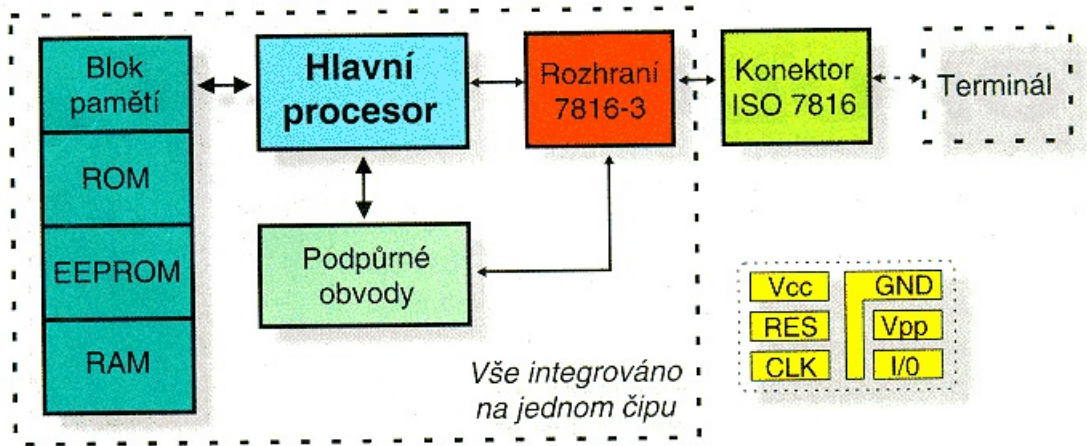 Blok
pamětí
ROM
EEPROM
RAM
Hlavní
procesor
Podpůrné
obvody
Rozhraní
7816-3
Konektor
ISO 7816
Terminál
Vše integrováno
na jednom čipu
Vcc
GND
RES
Vpp
CLK
I/0